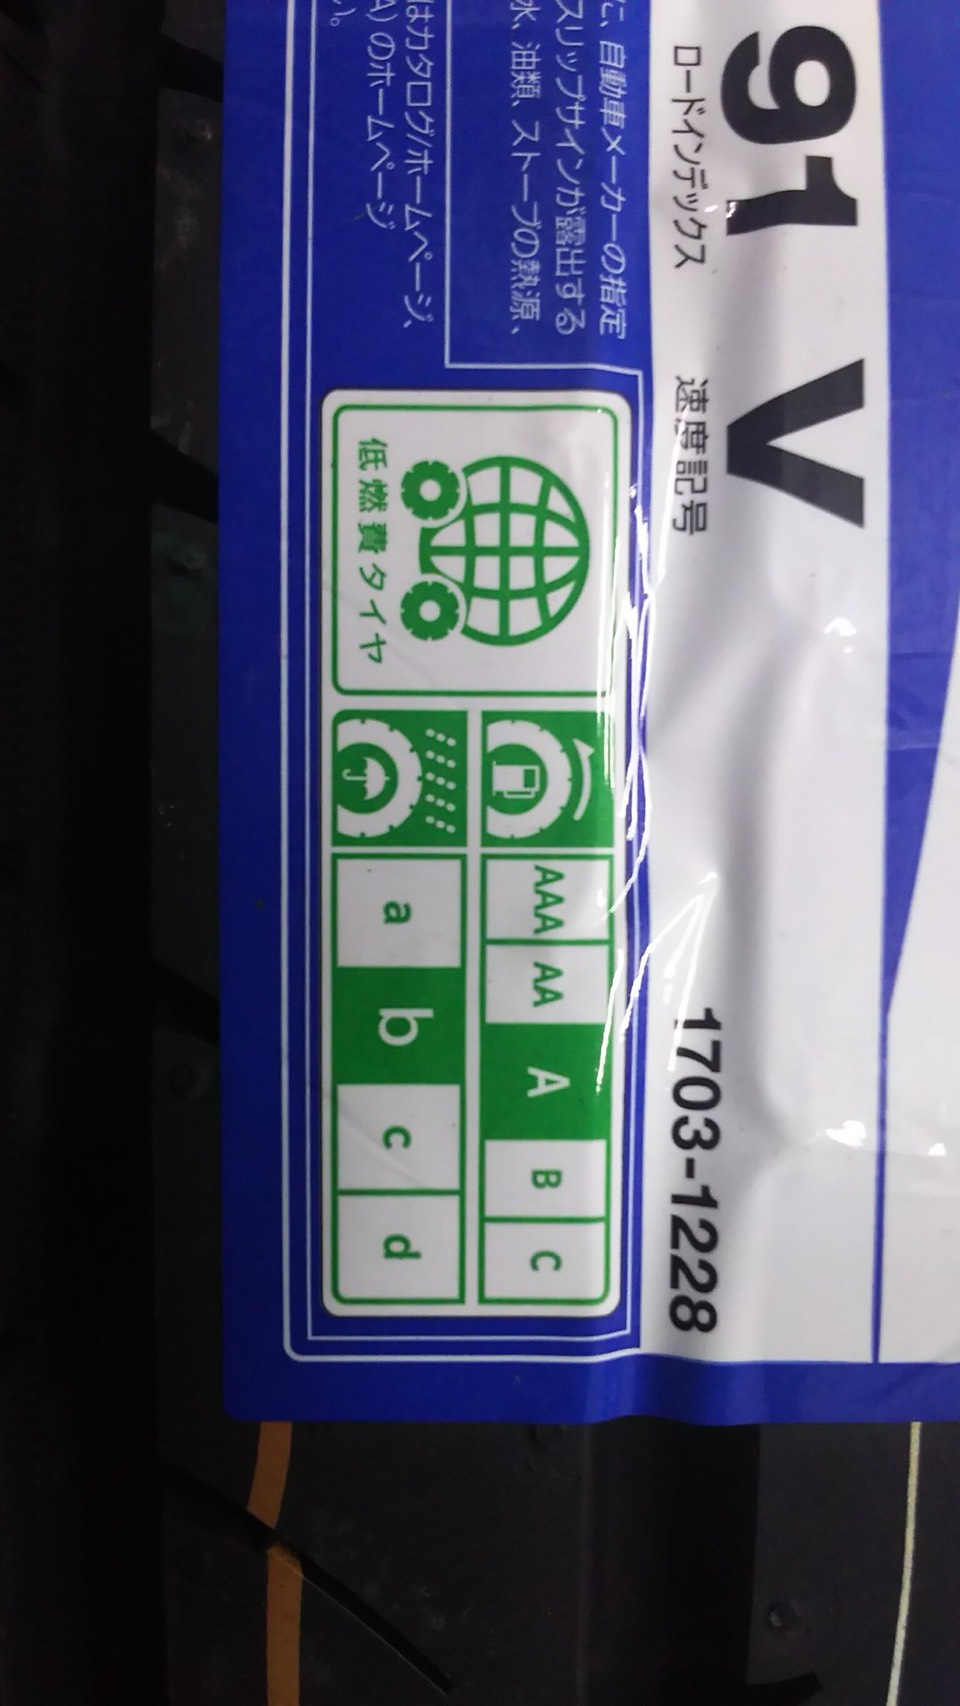 91 V
ロードインデックス 速度記号
1703-1228
に、自動車メーカーの指定
スリップサインが露出する
水、油類、ストーブの熱源、
はカタログ/ホームページ、
A) のホームページ
い。
低燃費タイヤ
AAA AA A B C
a b c d